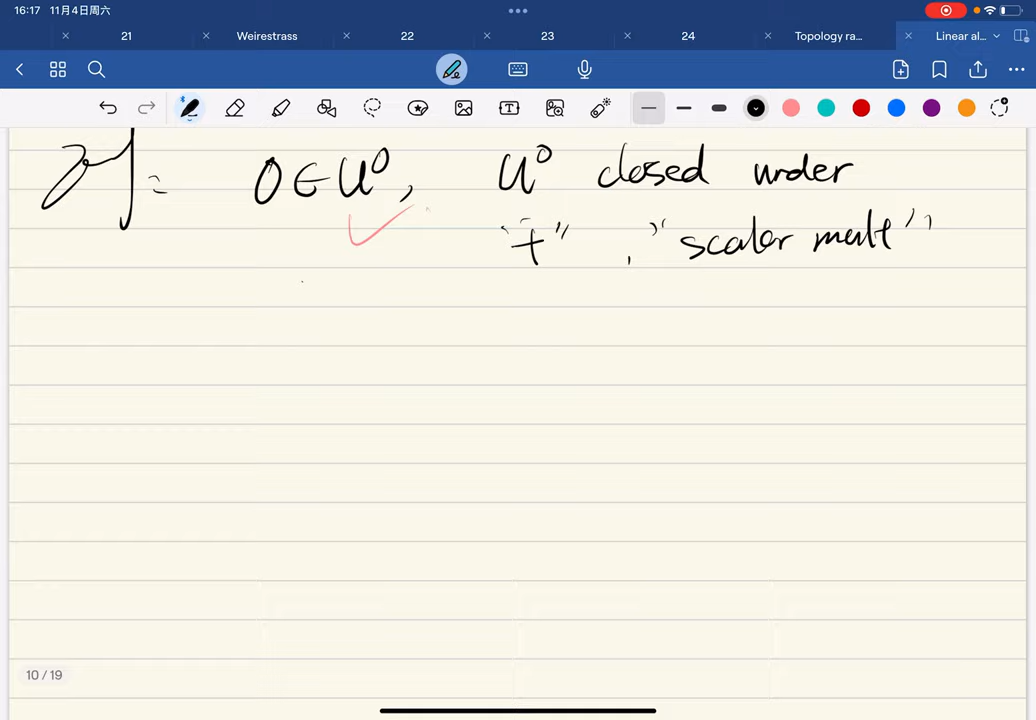 16:17 11月4日周六
21 Weirestrass 22 23 24 Topology ra... Linear al...
pf: 0 ∈ U⁰, U⁰ closed under
"+", "scaler mult"
10 / 19